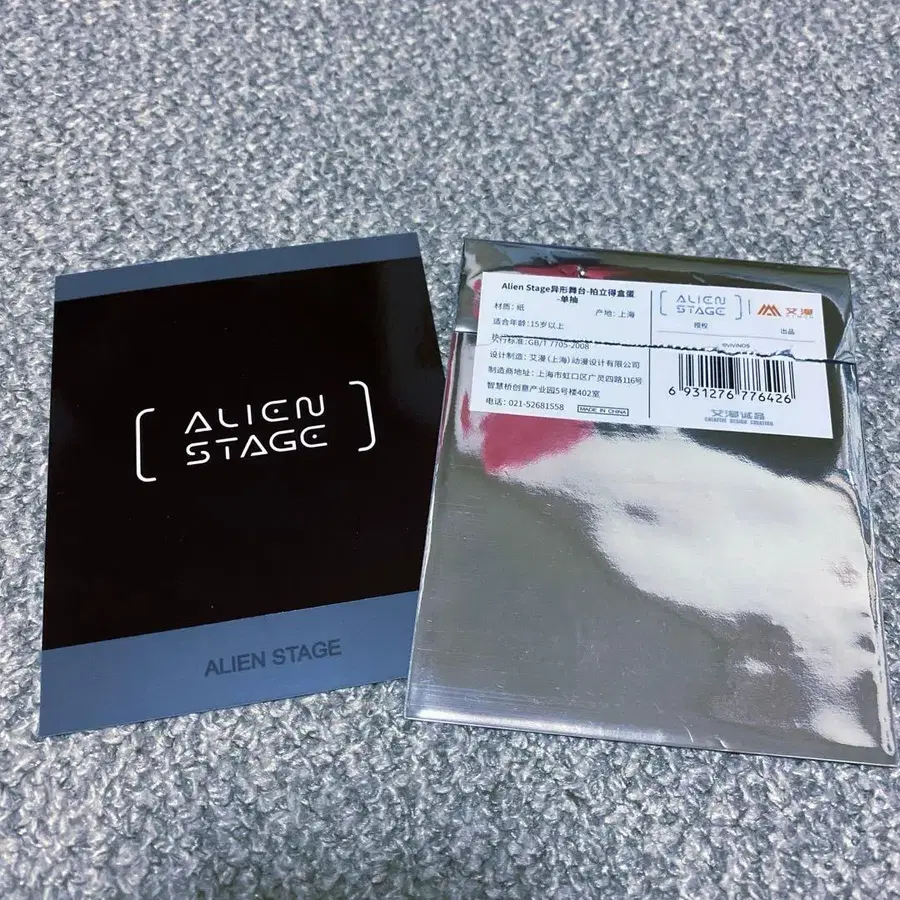 [ ALIEN
STAGE ]
ALIEN STAGE
Alien Stage异形舞台-拍立得盒蛋
-单抽
材质：纸 产地：上海
适合年龄：15岁以上
执行标准：GB/T 7705-2008
设计制造：艾漫（上海）动漫设计有限公司
制造商地址：上海市虹口区广灵四路116号
智慧桥创意产业园5号楼402室
电话：021-52681558 MADE IN CHINA
[ ALIEN
STAGE ]
授权
©VIVINOS
艾漫
出品
6 931276 776426
艾漫诚品
CREATIVE DESIGN CREATION